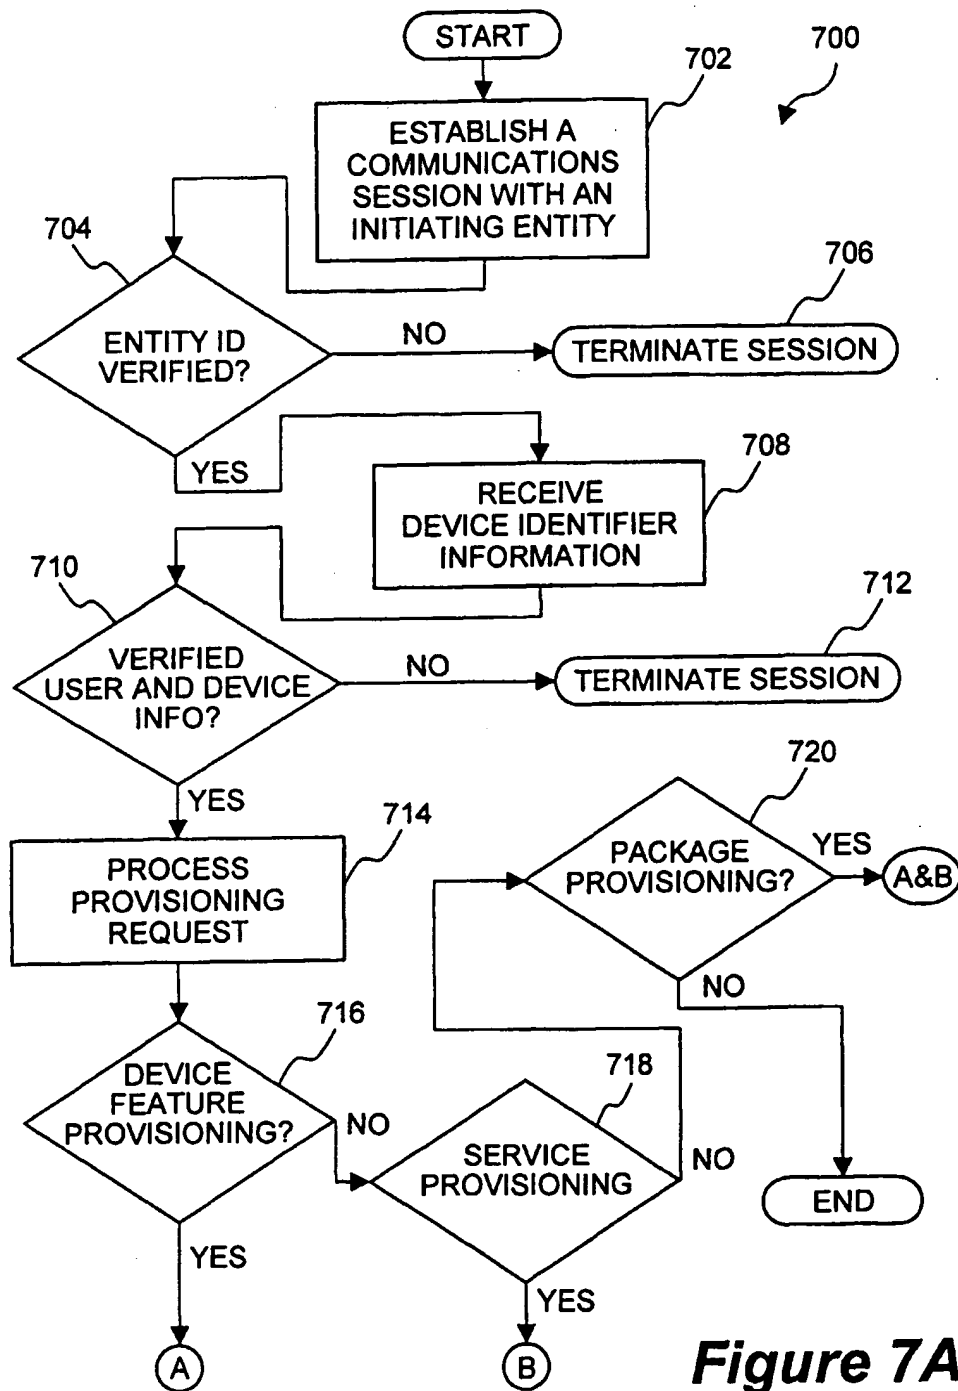 START
700
702
ESTABLISH A
COMMUNICATIONS
SESSION WITH AN
INITIATING ENTITY
704
706
ENTITY ID
VERIFIED?
NO
TERMINATE SESSION
YES
708
RECEIVE
DEVICE IDENTIFIER
INFORMATION
710
712
VERIFIED
USER AND DEVICE
INFO?
NO
TERMINATE SESSION
YES
714
PROCESS
PROVISIONING
REQUEST
720
PACKAGE
PROVISIONING?
YES
A&B
NO
716
DEVICE
FEATURE
PROVISIONING?
NO
718
SERVICE
PROVISIONING
NO
END
YES
YES
A
B
Figure 7A